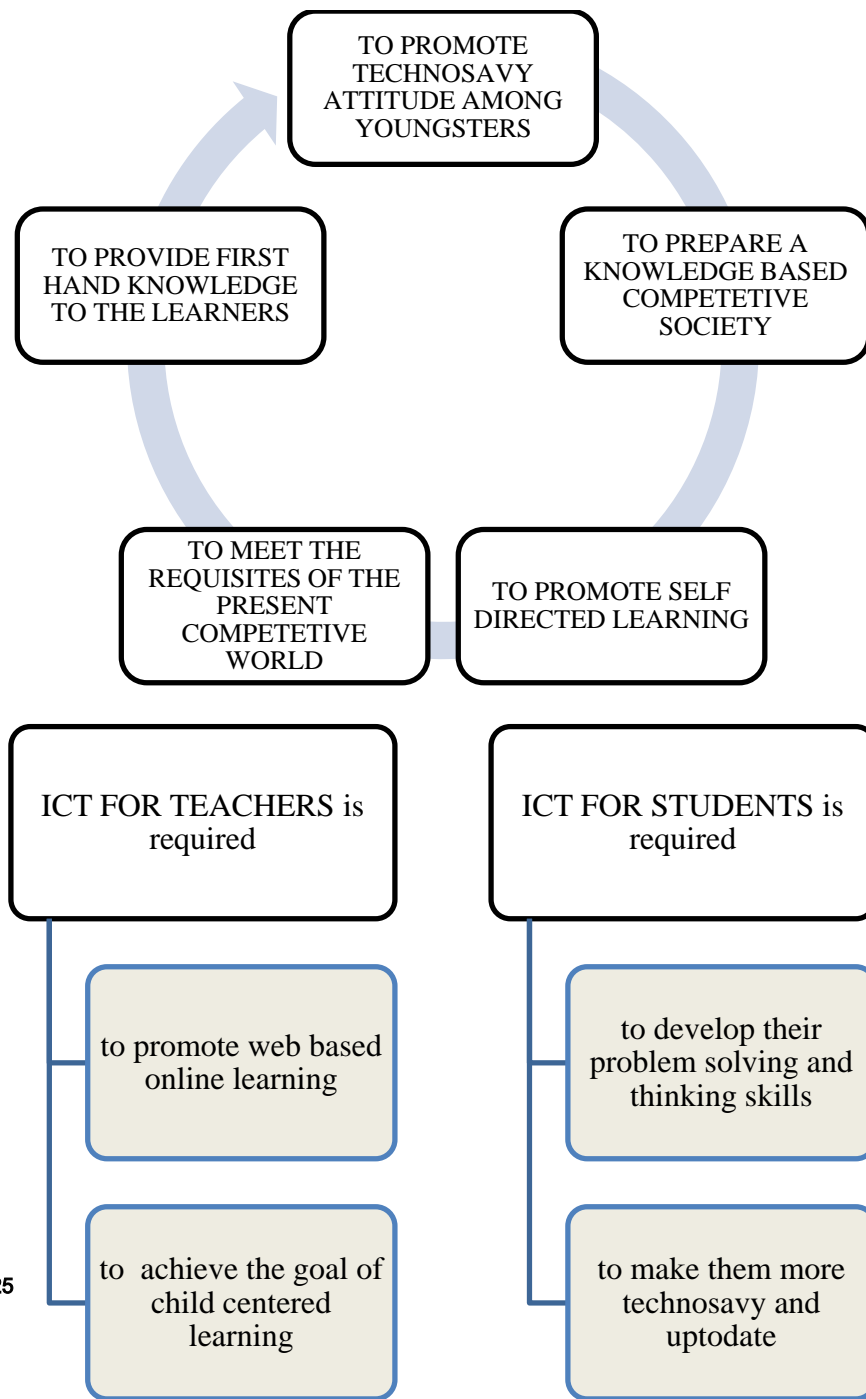 TO PROMOTE
TECHNOSAVY
ATTITUDE AMONG
YOUNGSTERS
TO PROVIDE FIRST
HAND KNOWLEDGE
TO THE LEARNERS
TO PREPARE A
KNOWLEDGE BASED
COMPETETIVE
SOCIETY
TO MEET THE
REQUISITES OF THE
PRESENT
COMPETETIVE
WORLD
TO PROMOTE SELF
DIRECTED LEARNING
ICT FOR TEACHERS is
required
ICT FOR STUDENTS is
required
to promote web based
online learning
to develop their
problem solving and
thinking skills
to achieve the goal of
child centered
learning
to make them more
technosavy and
uptodate
25